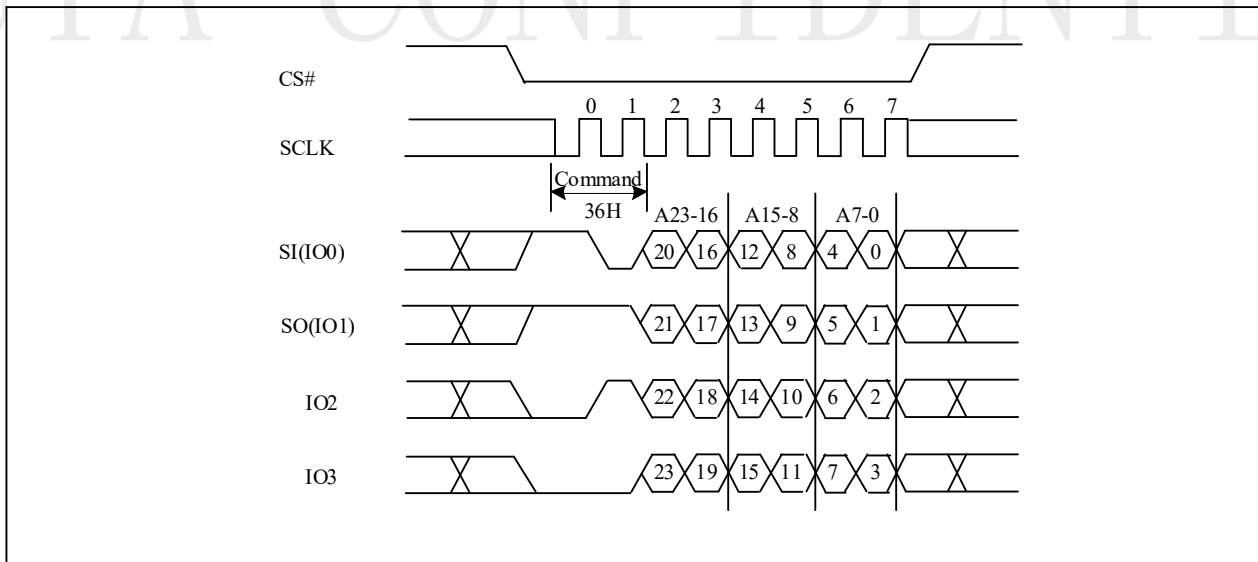 CONFIDENT
CS#
0 1 2 3 4 5 6 7
SCLK
Command
36H
A23-16 A15-8 A7-0
SI(IO0) 20 16 12 8 4 0
SO(IO1) 21 17 13 9 5 1
IO2 22 18 14 10 6 2
IO3 23 19 15 11 7 3